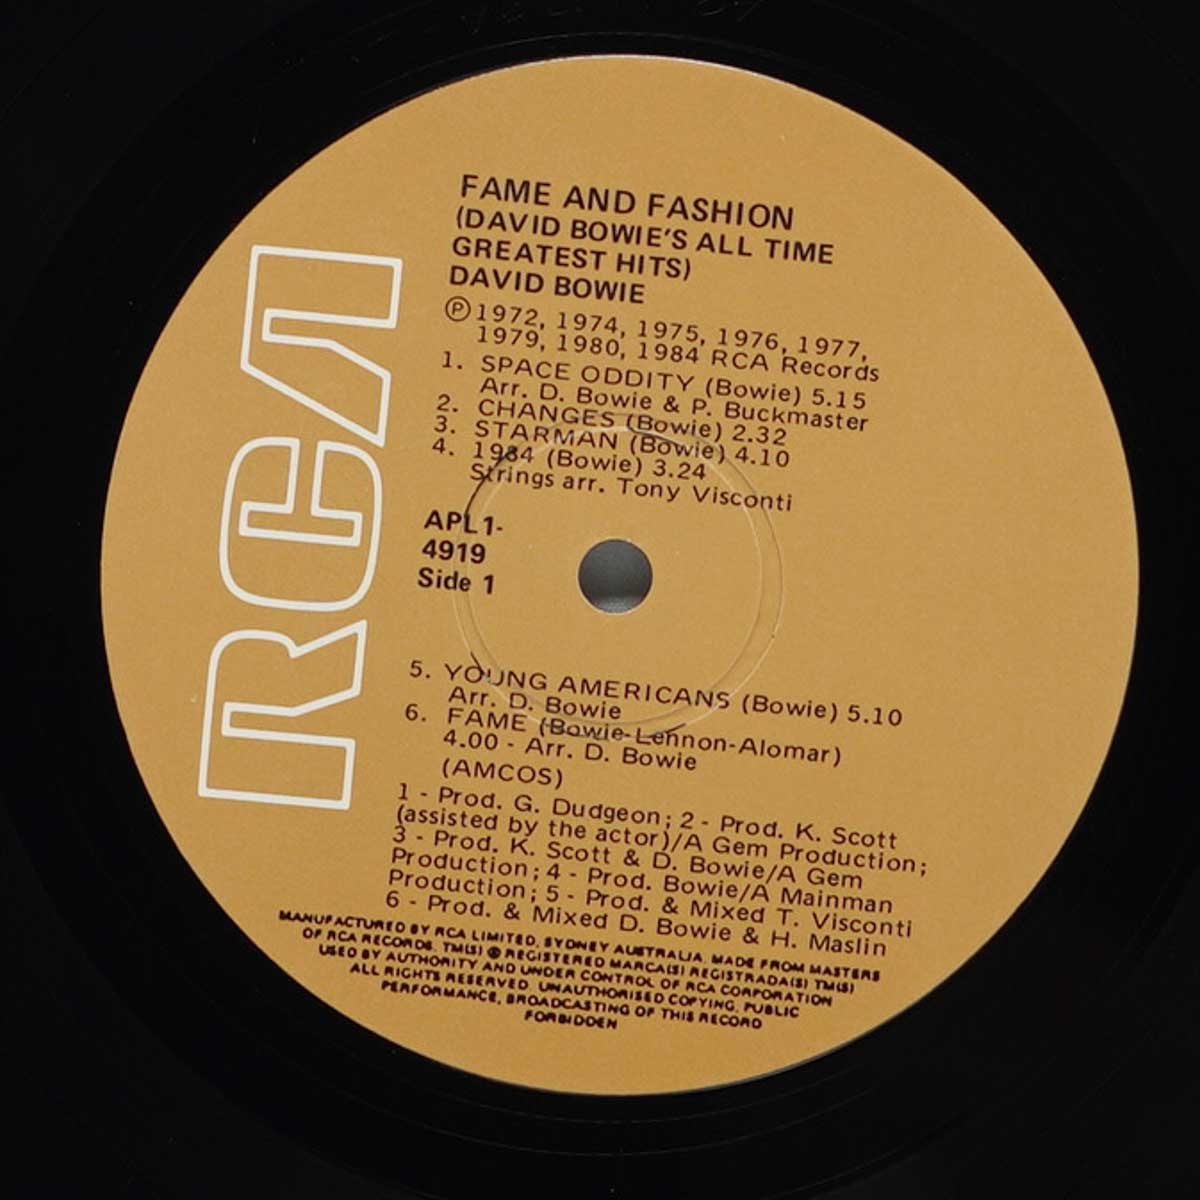 RCA
FAME AND FASHION
(DAVID BOWIE'S ALL TIME
GREATEST HITS)
DAVID BOWIE
Ⓟ 1972, 1974, 1975, 1976, 1977,
1979, 1980, 1984 RCA Records
1. SPACE ODDITY (Bowie) 5.15
Arr. D. Bowie & P. Buckmaster
2. CHANGES (Bowie) 2.32
3. STARMAN (Bowie) 4.10
4. 1984 (Bowie) 3.24
Strings arr. Tony Visconti
APL1-
4919
Side 1
5. YOUNG AMERICANS (Bowie) 5.10
Arr. D. Bowie
6. FAME (Bowie-Lennon-Alomar)
4.00 - Arr. D. Bowie
(AMCOS)
1 - Prod. G. Dudgeon; 2 - Prod. K. Scott
(assisted by the actor)/A Gem Production;
3 - Prod. K. Scott & D. Bowie/A Gem
Production; 4 - Prod. Bowie/A Mainman
Production; 5 - Prod. & Mixed T. Visconti
6 - Prod. & Mixed D. Bowie & H. Maslin
MANUFACTURED BY RCA LIMITED, SYDNEY AUSTRALIA. MADE FROM MASTERS
OF RCA RECORDS. TM(S) ® REGISTERED MARCA(S) REGISTRADA(S) TM(S)
USED BY AUTHORITY AND UNDER CONTROL OF RCA CORPORATION
ALL RIGHTS RESERVED. UNAUTHORISED COPYING, PUBLIC
PERFORMANCE, BROADCASTING OF THIS RECORD
FORBIDDEN